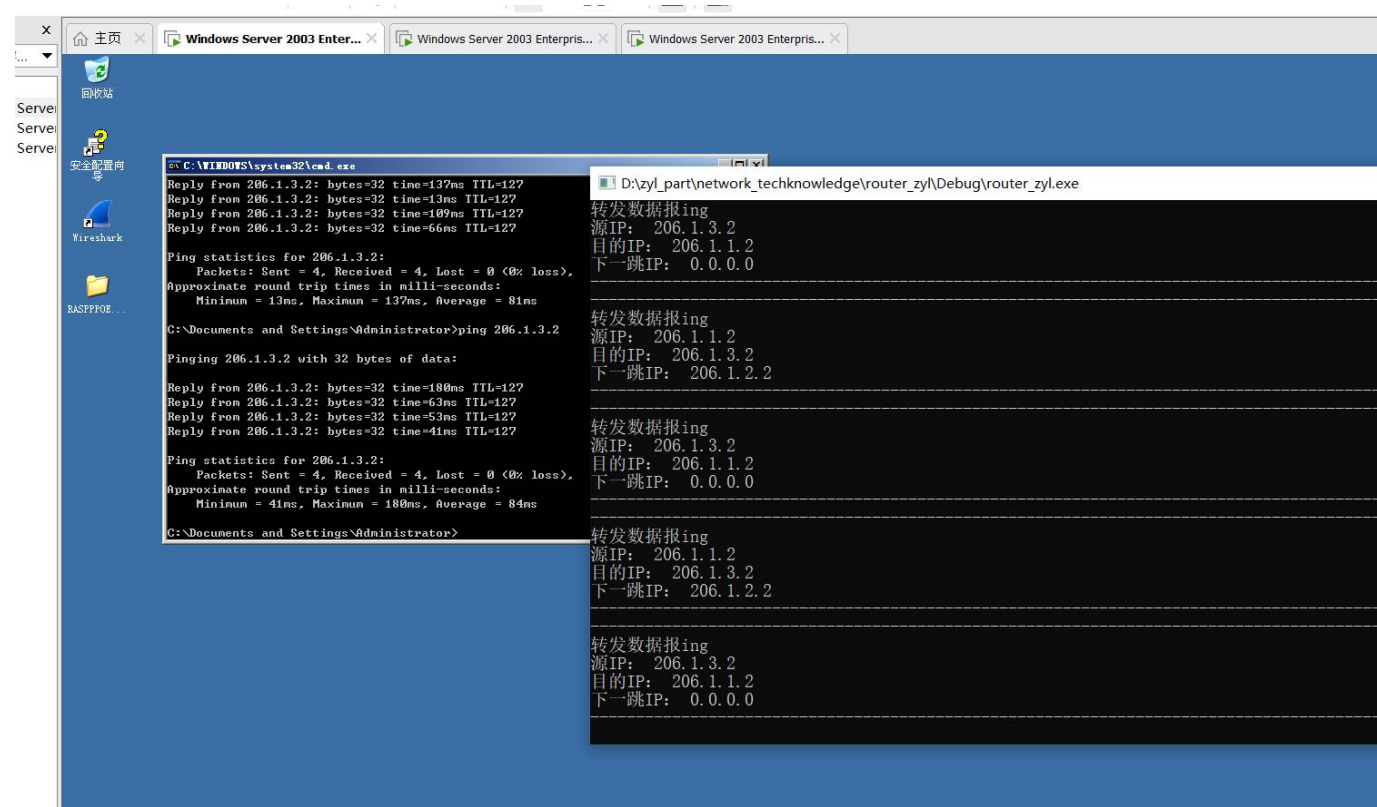 主页
Windows Server 2003 Enter...
Windows Server 2003 Enterpris...
Windows Server 2003 Enterpris...
Server
Server
Server
回收站
安全配置向
导
Wireshark
RASPPPOE...
C:\WINDOWS\system32\cmd.exe
Reply from 206.1.3.2: bytes=32 time=137ms TTL=127
Reply from 206.1.3.2: bytes=32 time=13ms TTL=127
Reply from 206.1.3.2: bytes=32 time=109ms TTL=127
Reply from 206.1.3.2: bytes=32 time=66ms TTL=127
Ping statistics for 206.1.3.2:
Packets: Sent = 4, Received = 4, Lost = 0 (0% loss),
Approximate round trip times in milli-seconds:
Minimum = 13ms, Maximum = 137ms, Average = 81ms
C:\Documents and Settings\Administrator>ping 206.1.3.2
Pinging 206.1.3.2 with 32 bytes of data:
Reply from 206.1.3.2: bytes=32 time=180ms TTL=127
Reply from 206.1.3.2: bytes=32 time=63ms TTL=127
Reply from 206.1.3.2: bytes=32 time=53ms TTL=127
Reply from 206.1.3.2: bytes=32 time=41ms TTL=127
Ping statistics for 206.1.3.2:
Packets: Sent = 4, Received = 4, Lost = 0 (0% loss),
Approximate round trip times in milli-seconds:
Minimum = 41ms, Maximum = 180ms, Average = 84ms
C:\Documents and Settings\Administrator>
D:\zyl_part\network_techknowledge\router_zyl\Debug\router_zyl.exe
转发数据报ing
源IP: 206.1.3.2
目的IP: 206.1.1.2
下一跳IP: 0.0.0.0
转发数据报ing
源IP: 206.1.1.2
目的IP: 206.1.3.2
下一跳IP: 206.1.2.2
转发数据报ing
源IP: 206.1.3.2
目的IP: 206.1.1.2
下一跳IP: 0.0.0.0
转发数据报ing
源IP: 206.1.1.2
目的IP: 206.1.3.2
下一跳IP: 206.1.2.2
转发数据报ing
源IP: 206.1.3.2
目的IP: 206.1.1.2
下一跳IP: 0.0.0.0